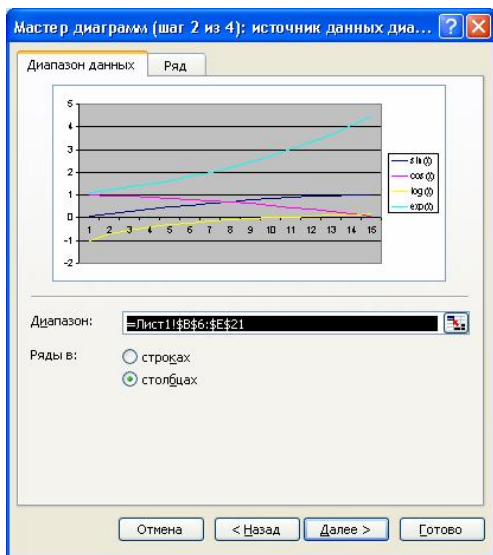 Мастер диаграмм (шаг 2 из 4): источник данных диа...
Диапазон данных
Ряд
5
4
3
2
1
0
-1
-2
1 2 3 4 5 6 7 8 9 10 11 12 13 14 15
sin(t)
cos(t)
log(t)
exp(t)
Диапазон:
=Лист1!$B$6:$E$21
Ряды в:
строках
столбцах
Отмена
< Назад
Далее >
Готово